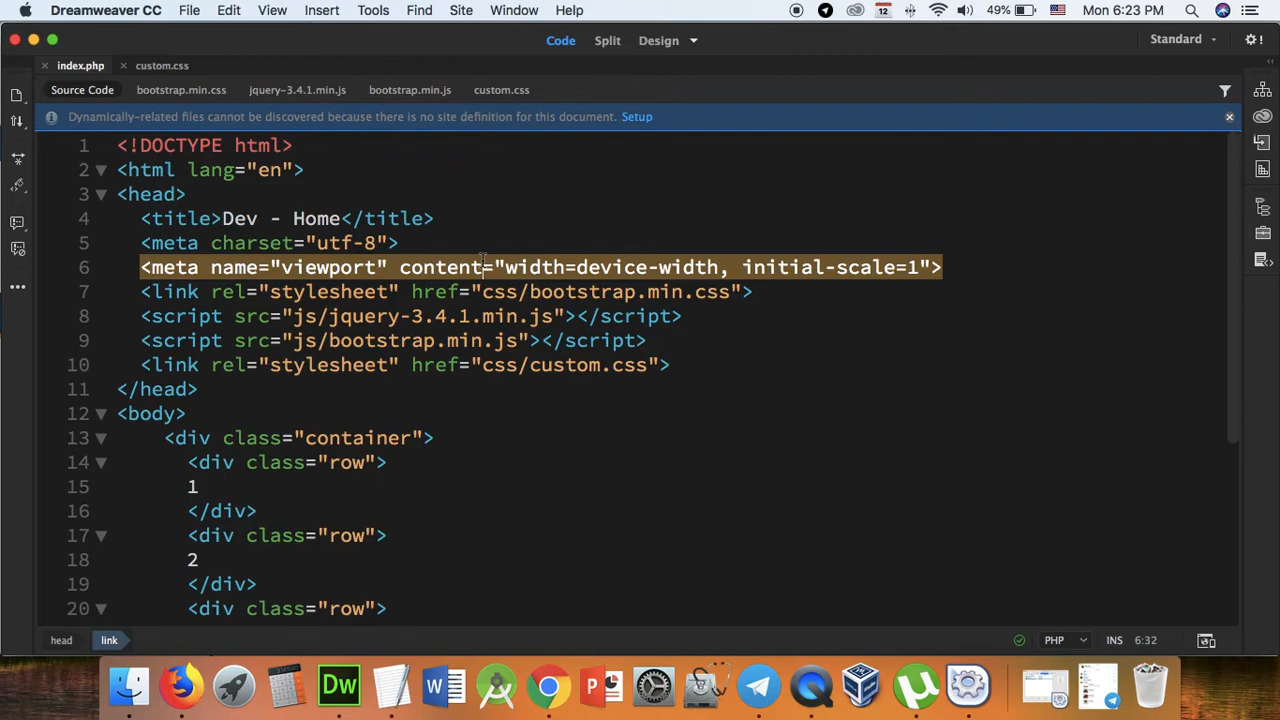 Dreamweaver CC File Edit View Insert Format Tools Find Site Window Help 12 49% Mon 6:23 PM
Code Split Design Standard
index.php custom.css
Source Code bootstrap.min.css jquery-3.4.1.min.js bootstrap.min.js custom.css
Dynamically-related files cannot be discovered because there is no site definition for this document. Setup
1 <!DOCTYPE html>
2 <html lang="en">
3 <head>
4 <title>Dev - Home</title>
5 <meta charset="utf-8">
6 <meta name="viewport" content="width=device-width, initial-scale=1">
7 <link rel="stylesheet" href="css/bootstrap.min.css">
8 <script src="js/jquery-3.4.1.min.js"></script>
9 <script src="js/bootstrap.min.js"></script>
10 <link rel="stylesheet" href="css/custom.css">
11 </head>
12 <body>
13 <div class="container">
14 <div class="row">
15 1
16 </div>
17 <div class="row">
18 2
19 </div>
20 <div class="row">
head link PHP INS 6:32
Dw